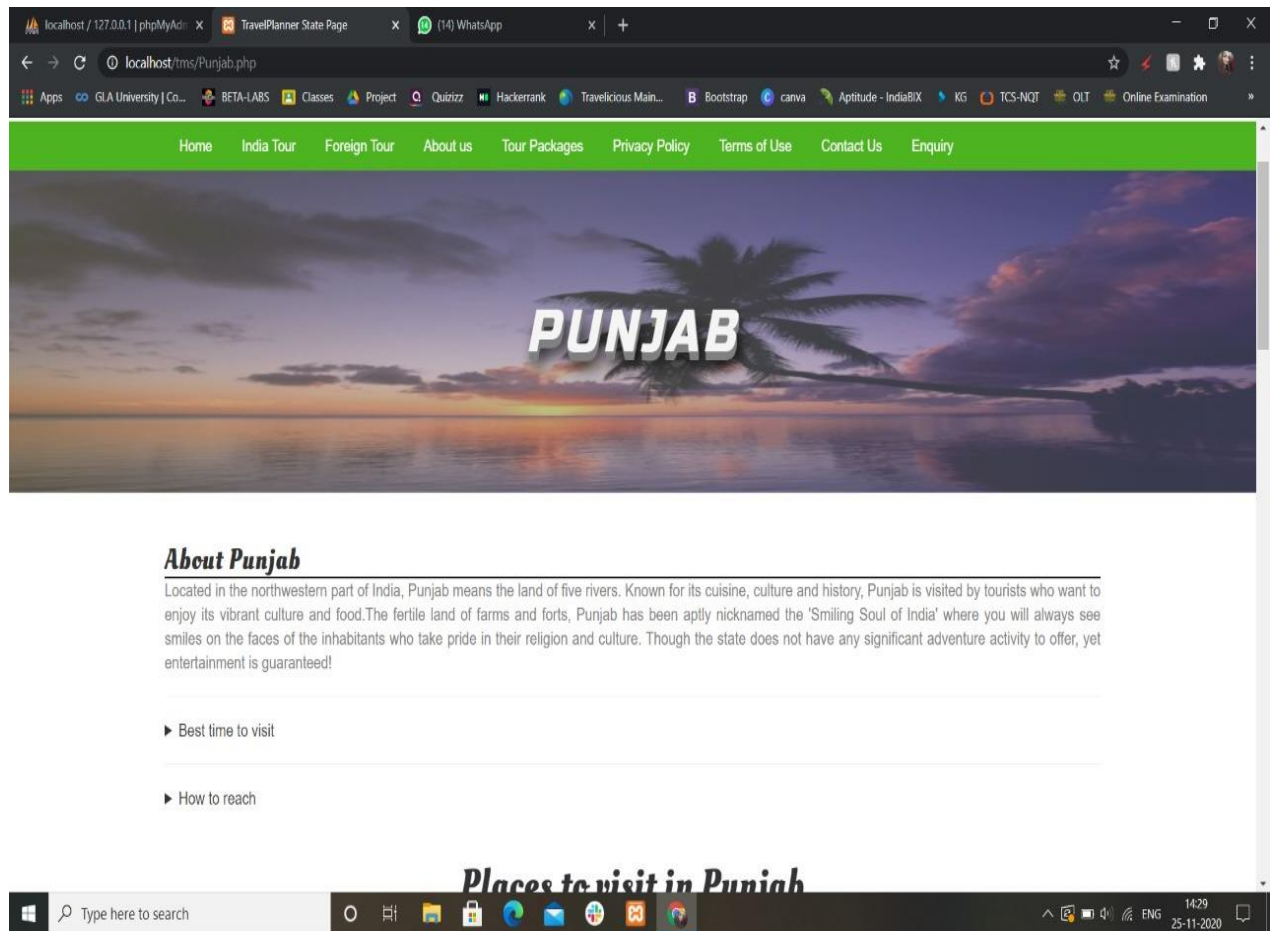 localhost / 127.0.0.1 | phpMyAdn
TravelPlanner State Page
(14) WhatsApp
localhost/tms/Punjab.php
Apps GLA University | Co... BETA-LABS Classes Project Quizizz Hackerrank Travelicious Main... Bootstrap canva Aptitude - IndiaBIX KG TCS-NQT OLT Online Examination »
Home India Tour Foreign Tour About us Tour Packages Privacy Policy Terms of Use Contact Us Enquiry
PUNJAB
About Punjab
Located in the northwestern part of India, Punjab means the land of five rivers. Known for its cuisine, culture and history, Punjab is visited by tourists who want to
enjoy its vibrant culture and food.The fertile land of farms and forts, Punjab has been aptly nicknamed the 'Smiling Soul of India' where you will always see
smiles on the faces of the inhabitants who take pride in their religion and culture. Though the state does not have any significant adventure activity to offer, yet
entertainment is guaranteed!
Best time to visit
How to reach
Places to visit in Punjab
Type here to search
ENG
14:29
25-11-2020